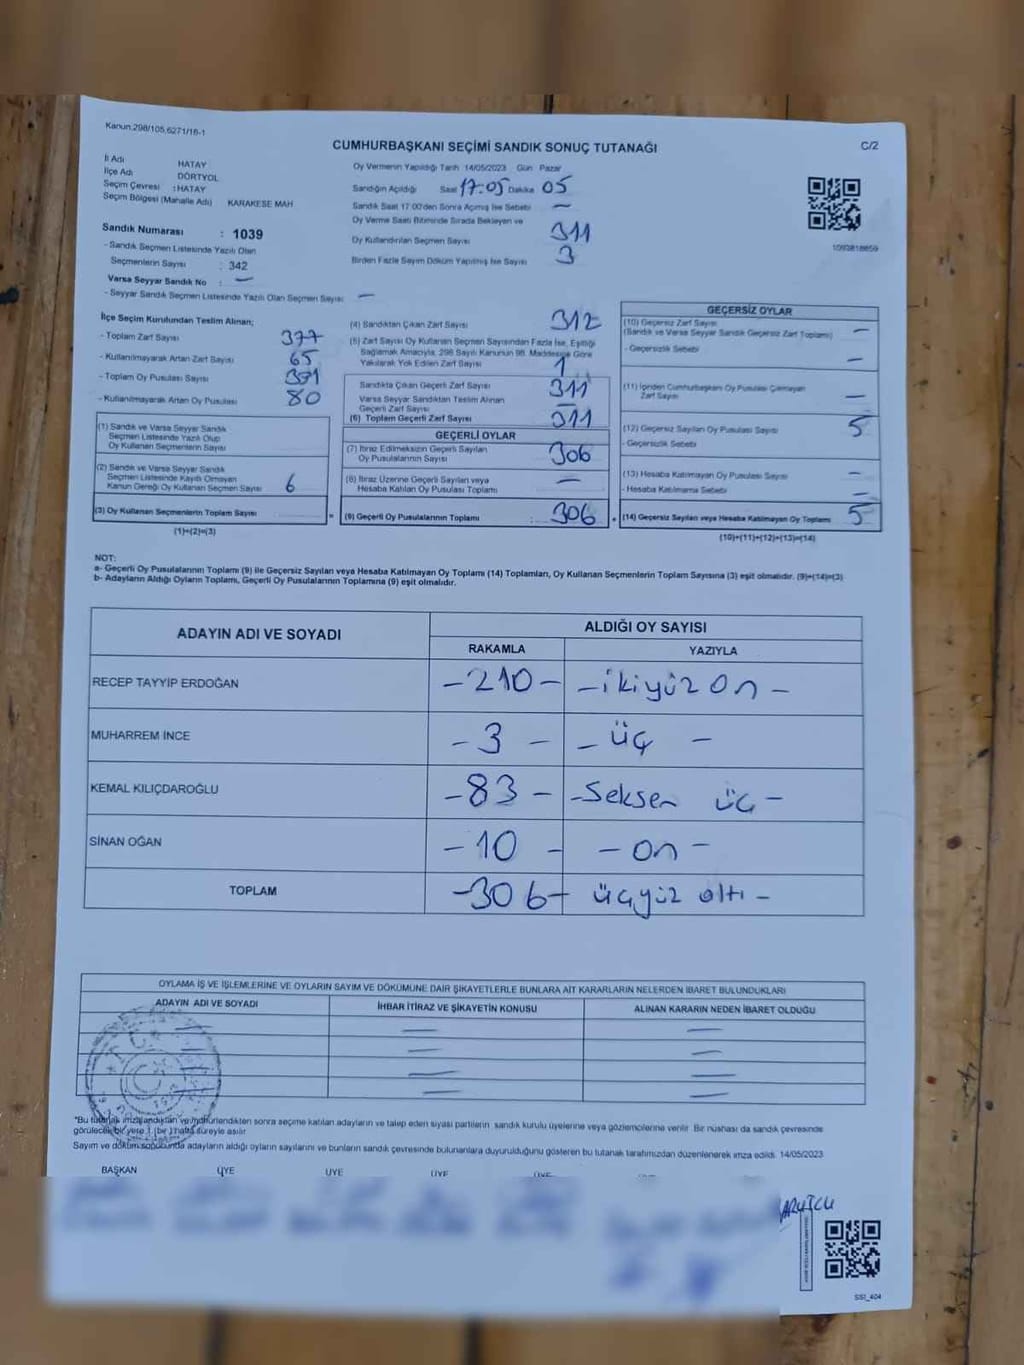 Kanun.298/105,6271/16-1
CUMHURBAŞKANI SEÇİMİ SANDIK SONUÇ TUTANAĞI
C/2
İl Adı HATAY
İlçe Adı DÖRTYOL
Seçim Çevresi : HATAY
Seçim Bölgesi (Mahalle Adı) KARAKESE MAH
Sandık Numarası : 1039
- Sandık Seçmen Listesinde Yazılı Olan
Seçmenlerin Sayısı : 342
Varsa Seyyar Sandık No : —
- Seyyar Sandık Seçmen Listesinde Yazılı Olan Seçmen Sayısı: —
Oy Vermenin Yapıldığı Tarih 14/05/2023 Gün Pazar
Sandığın Açıldığı Saat 17:05 Dakika 05
Sandık Saat 17:00'den Sonra Açılmış İse Sebebi —
Oy Verme Saati Bitiminde Sırada Bekleyen ve
Oy Kullandırılan Seçmen Sayısı 311
Birden Fazla Sayım Döküm Yapılmış İse Sayısı 3
1093818859
İlçe Seçim Kurulundan Teslim Alınan;
- Toplam Zarf Sayısı 377
- Kullanılmayarak Artan Zarf Sayısı 65
- Toplam Oy Pusulası Sayısı 391
- Kullanılmayarak Artan Oy Pusulası 80
(1) Sandık ve Varsa Seyyar Sandık
Seçmen Listesinde Yazılı Olup
Oy Kullanan Seçmenlerin Sayısı
(2) Sandık ve Varsa Seyyar Sandık
Seçmen Listesinde Kayıtlı Olmayan
Kanun Gereği Oy Kullanan Seçmen Sayısı 6
(3) Oy Kullanan Seçmenlerin Toplam Sayısı
(1)+(2)=(3)
(4) Sandıktan Çıkan Zarf Sayısı 312
(5) Zarf Sayısı Oy Kullanan Seçmen Sayısından Fazla İse, Eşitliği
Sağlamak Amacıyla, 298 Sayılı Kanunun 98. Maddesine Göre
Yakılarak Yok Edilen Zarf Sayısı 1
Sandıkta Çıkan Geçerli Zarf Sayısı 311
Varsa Seyyar Sandıktan Teslim Alınan
Geçerli Zarf Sayısı —
(6) Toplam Geçerli Zarf Sayısı 311
GEÇERLİ OYLAR
(7) İtiraz Edilmeksizin Geçerli Sayılan
Oy Pusulalarının Sayısı 306
(8) İtiraz Üzerine Geçerli Sayılan veya
Hesaba Katılan Oy Pusulası Toplamı —
(9) Geçerli Oy Pusulalarının Toplamı : 306
GEÇERSİZ OYLAR
(10) Geçersiz Zarf Sayısı
(Sandık ve Varsa Seyyar Sandık Geçersiz Zarf Toplamı) —
- Geçersizlik Sebebi —
(11) İçinden Cumhurbaşkanı Oy Pusulası Çıkmayan
Zarf Sayısı —
(12) Geçersiz Sayılan Oy Pusulası Sayısı 5
- Geçersizlik Sebebi
(13) Hesaba Katılmayan Oy Pusulası Sayısı —
- Hesaba Katılmama Sebebi —
(14) Geçersiz Sayılan veya Hesaba Katılmayan Oy Toplamı 5
(10)+(11)+(12)+(13)=(14)
NOT:
a- Geçerli Oy Pusulalarının Toplamı (9) ile Geçersiz Sayılan veya Hesaba Katılmayan Oy Toplamı (14) Toplamları, Oy Kullanan Seçmenlerin Toplam Sayısına (3) eşit olmalıdır. (9)+(14)=(3)
b- Adayların Aldığı Oyların Toplamı, Geçerli Oy Pusulalarının Toplamına (9) eşit olmalıdır.
ADAYIN ADI VE SOYADI ALDIĞI OY SAYISI
RAKAMLA YAZIYLA
RECEP TAYYİP ERDOĞAN -210- -ikiyüz on-
MUHARREM İNCE -3- -üç-
KEMAL KILIÇDAROĞLU -83- -Seksen üç-
SİNAN OĞAN -10- -on-
TOPLAM -306- üçyüz altı-
OYLAMA İŞ VE İŞLEMLERİNE VE OYLARIN SAYIM VE DÖKÜMÜNE DAİR ŞİKAYETLERLE BUNLARA AİT KARARLARIN NELERDEN İBARET BULUNDUKLARI
ADAYIN ADI VE SOYADI İHBAR İTİRAZ VE ŞİKAYETİN KONUSU ALINAN KARARIN NEDEN İBARET OLDUĞU
"Bu tutanak imzalandıktan ve mühürlendikten sonra seçime katılan adayların ve talep eden siyasi partilerin sandık kurulu üyelerine veya gözlemcilerine verilir. Bir nüshası da sandık çevresinde
görülecek bir yere 1 (bir) hafta süreyle asılır.
Sayım ve döküm sonucunda adayların aldığı oyların sayılarını ve bunların sandık çevresinde bulunanlara duyurulduğunu gösteren bu tutanak tarafımızdan düzenlenerek imza edildi. 14/05/2023
BAŞKAN ÜYE ÜYE ÜYE ÜYE
SSI_404